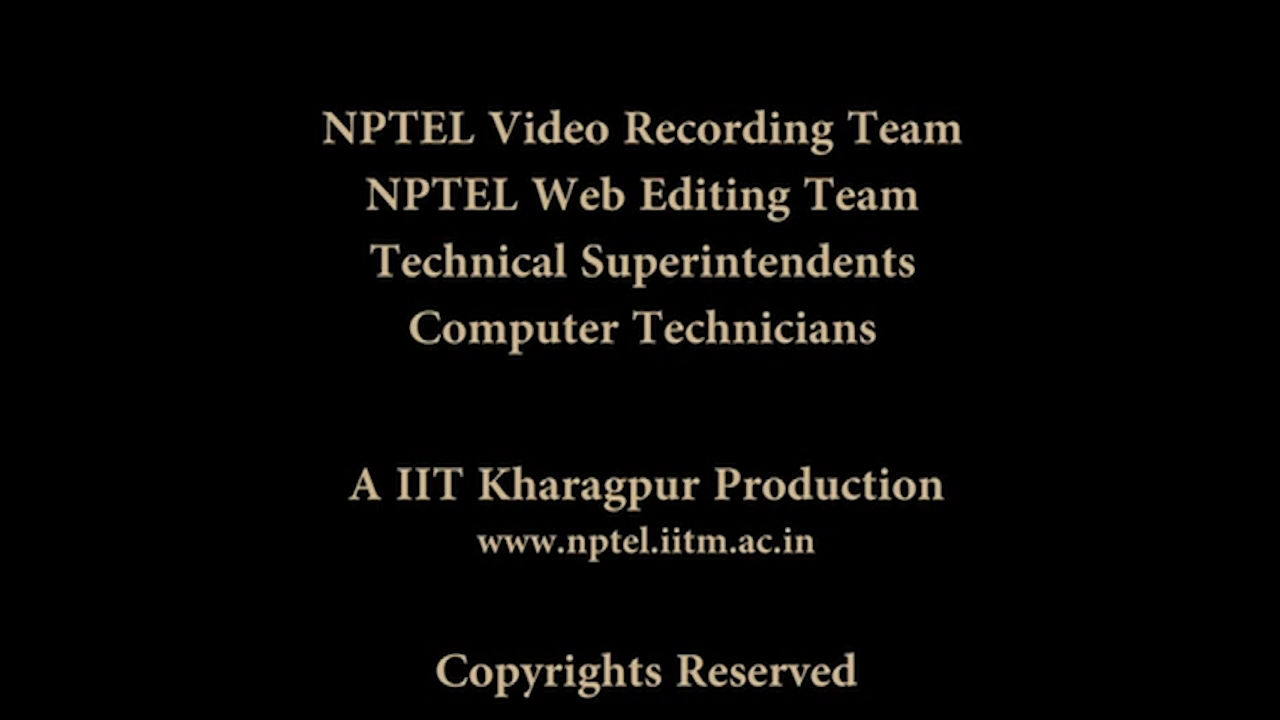 NPTEL Video Recording Team
NPTEL Web Editing Team
Technical Superintendents
Computer Technicians
A IIT Kharagpur Production
www.nptel.iitm.ac.in
Copyrights Reserved